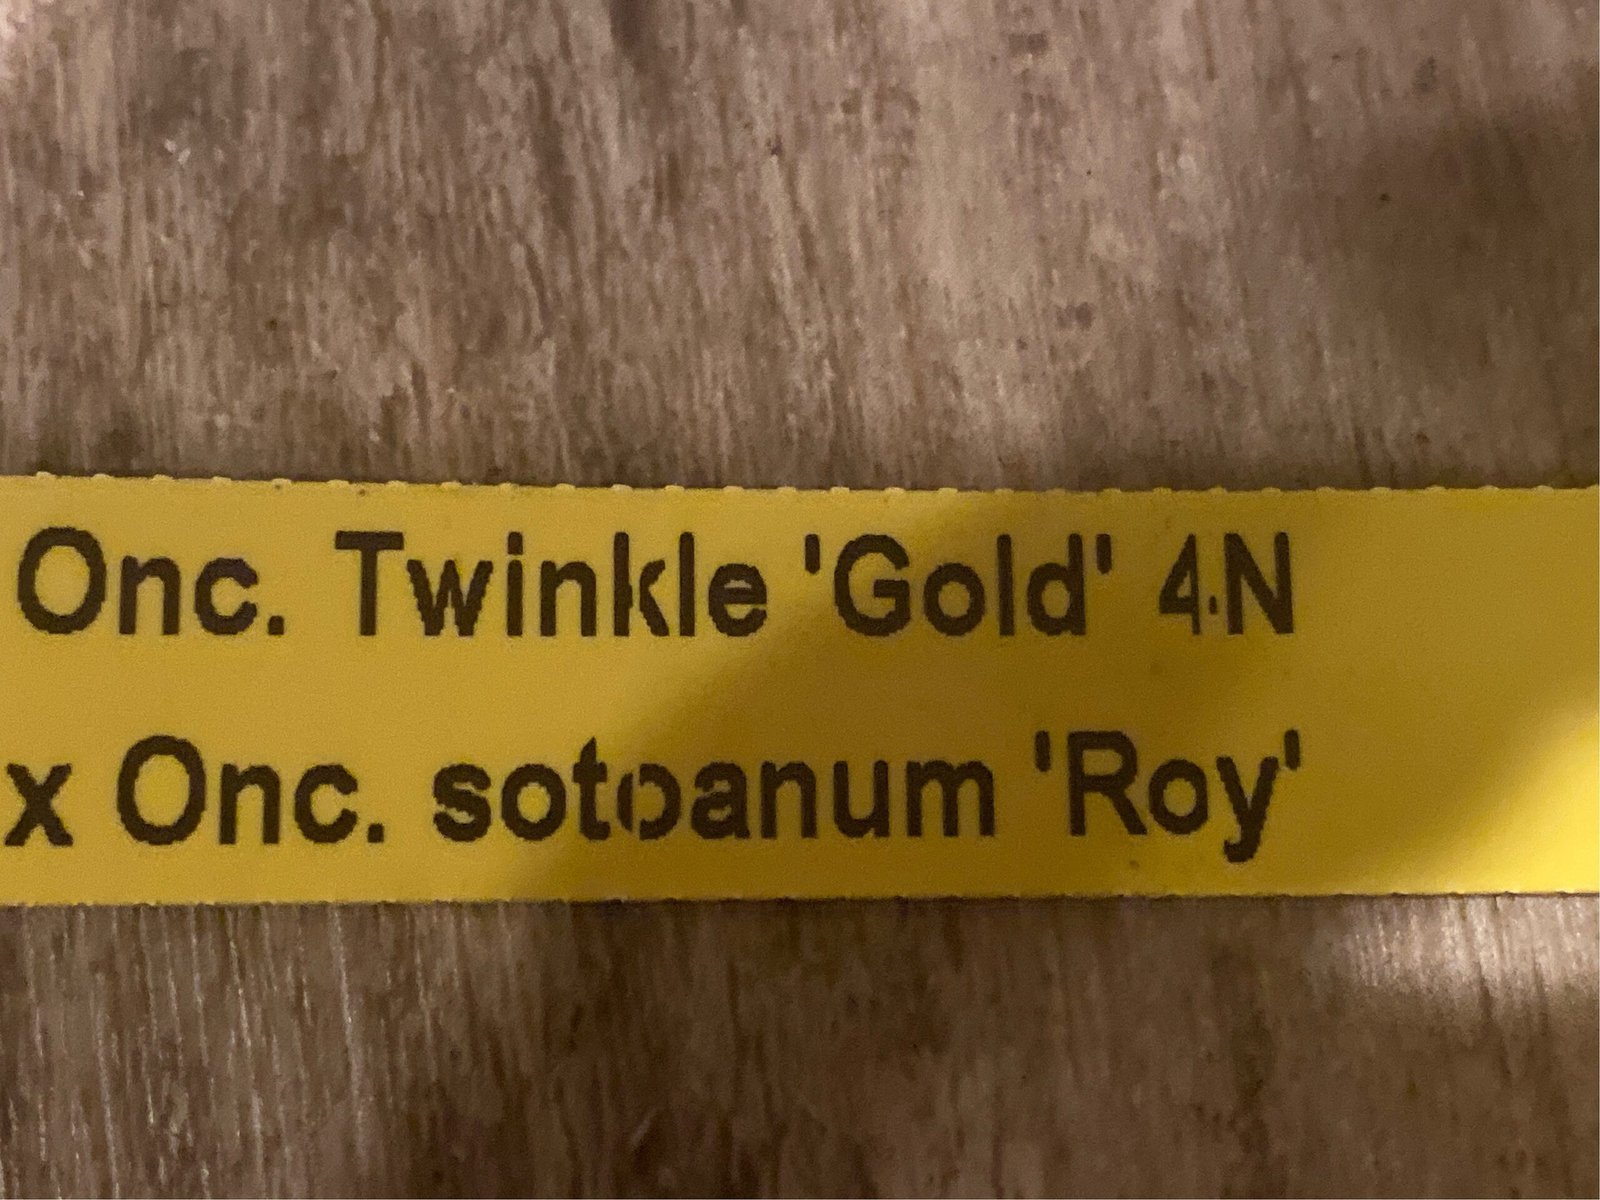 Onc. Twinkle 'Gold' 4N
x Onc. sotoanum 'Roy'